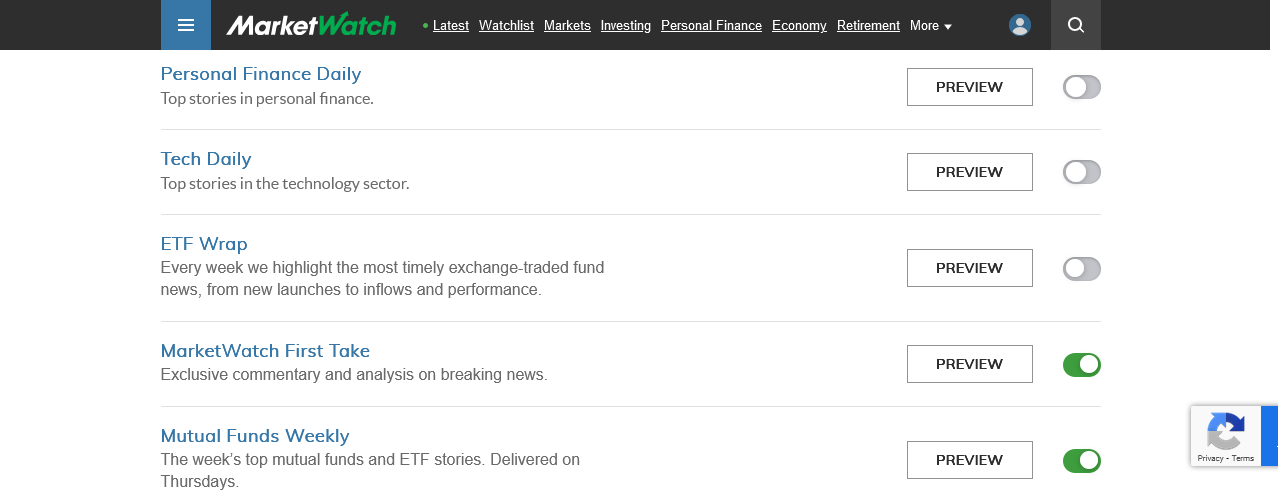 MarketWatch
Latest Watchlist Markets Investing Personal Finance Economy Retirement More
Personal Finance Daily
Top stories in personal finance.
PREVIEW
Tech Daily
Top stories in the technology sector.
PREVIEW
ETF Wrap
Every week we highlight the most timely exchange-traded fund
news, from new launches to inflows and performance.
PREVIEW
MarketWatch First Take
Exclusive commentary and analysis on breaking news.
PREVIEW
Mutual Funds Weekly
The week’s top mutual funds and ETF stories. Delivered on
Thursdays.
PREVIEW
Privacy - Terms